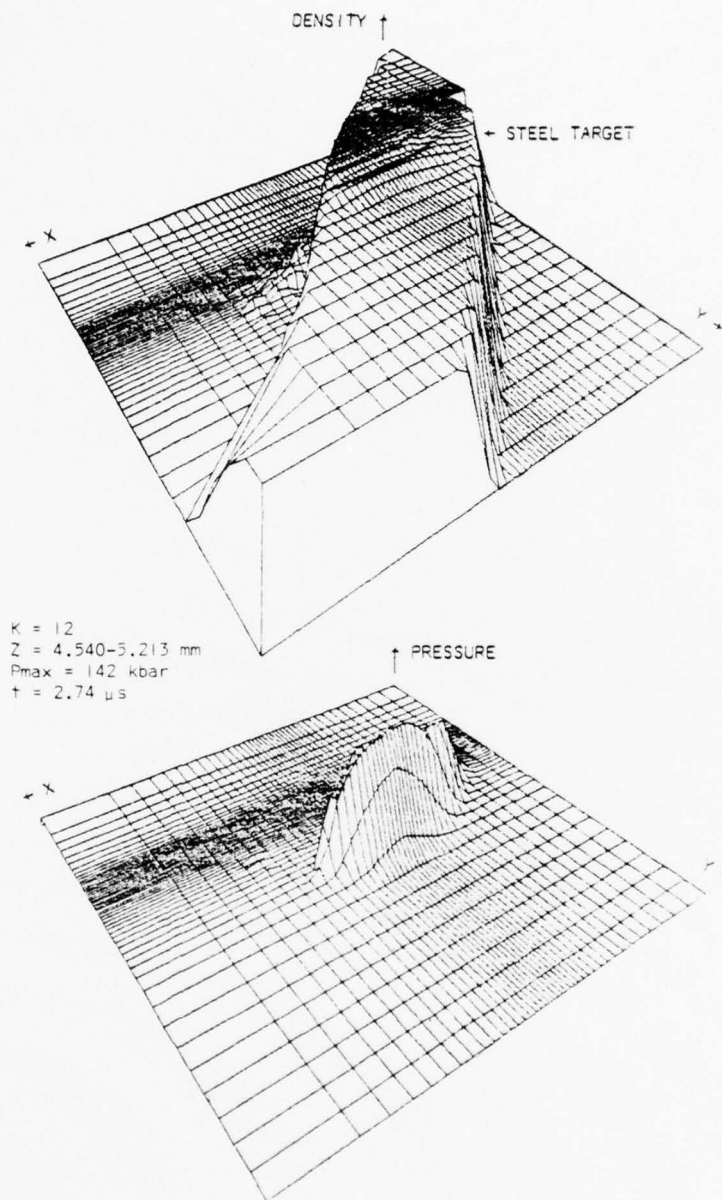 DENSITY ↑
← STEEL TARGET
← X
Y →
K = 12
Z = 4.540-5.213 mm
Pmax = 142 kbar
t = 2.74 μs
↑ PRESSURE
← X